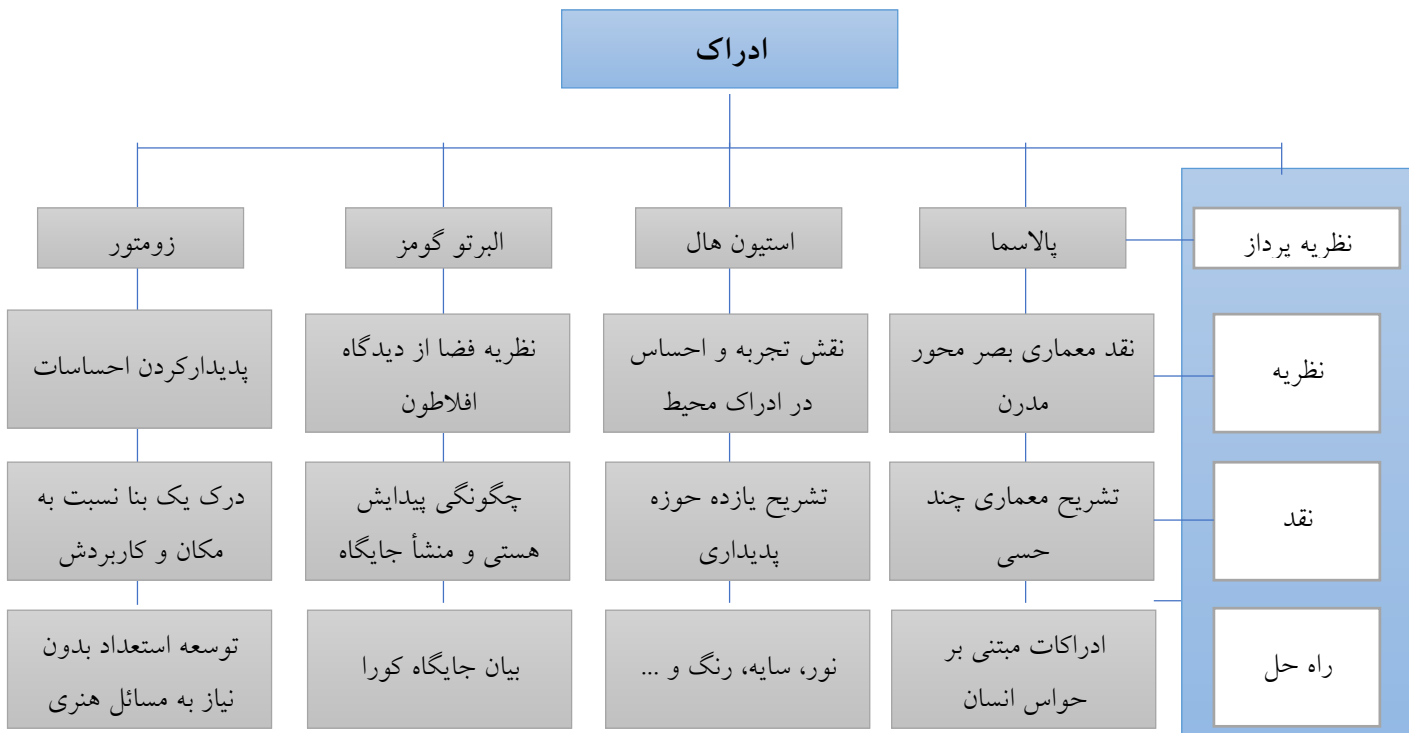 ادراک
نظریه پرداز
پالاسما
استیون هال
البرتو گومز
زومتور
نظریه
نقد معماری بصر محور
مدرن
نقش تجربه و احساس
در ادراک محیط
نظریه فضا از دیدگاه
افلاطون
پدیدارکردن احساسات
نقد
تشریح معماری چند
حسی
تشریح یازده حوزه
پدیداری
چگونگی پیدایش
هستی و منشأ جایگاه
درک یک بنا نسبت به
مکان و کاربردش
راه حل
ادراکات مبتنی بر
حواس انسان
نور، سایه، رنگ و ...
بیان جایگاه کورا
توسعه استعداد بدون
نیاز به مسائل هنری